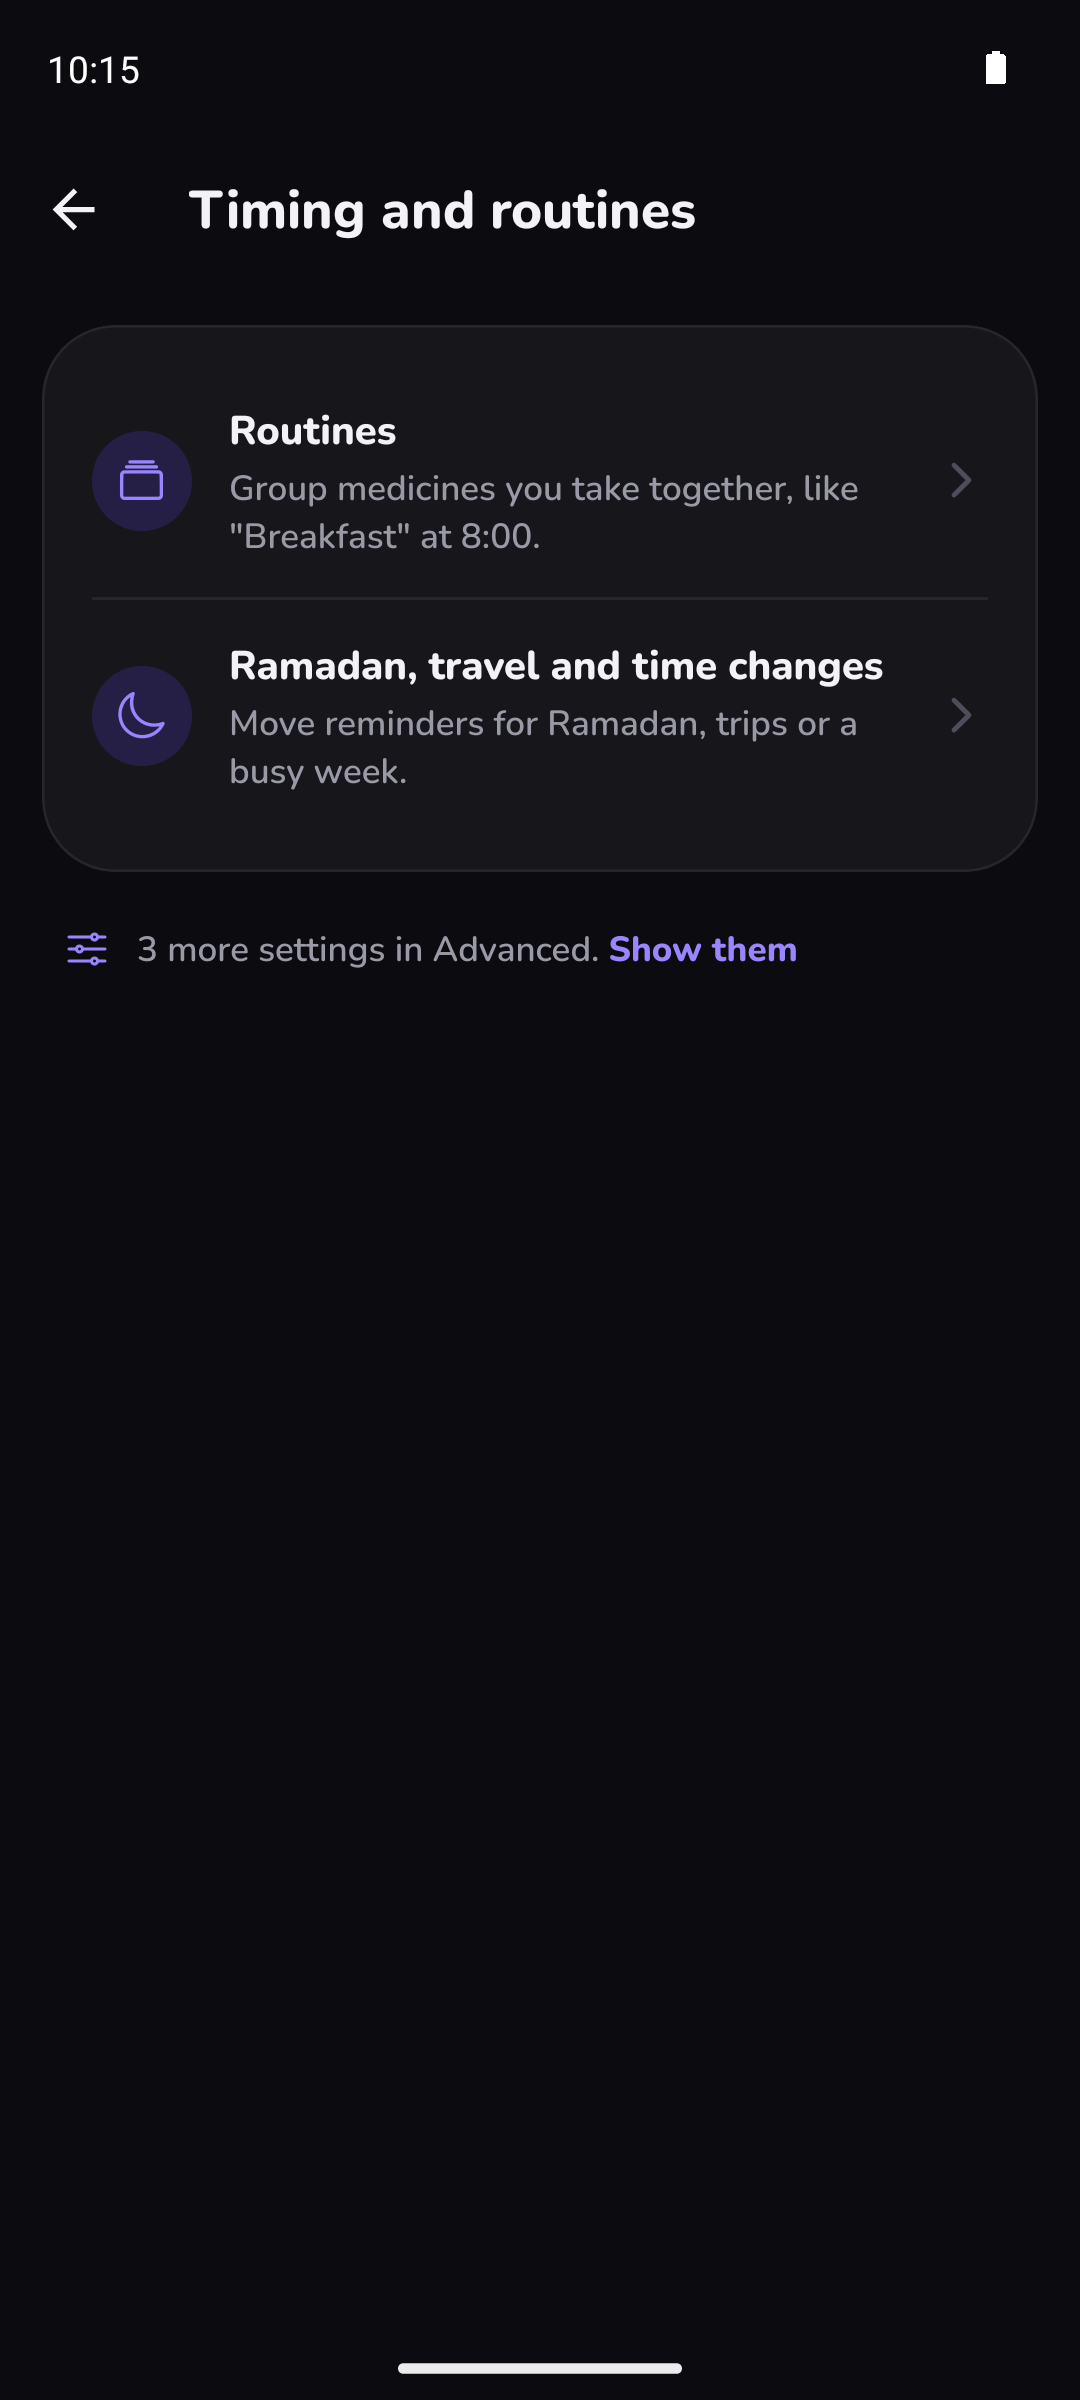 10:15
Timing and routines
Routines
Group medicines you take together, like
"Breakfast" at 8:00.
Ramadan, travel and time changes
Move reminders for Ramadan, trips or a
busy week.
3 more settings in Advanced. Show them